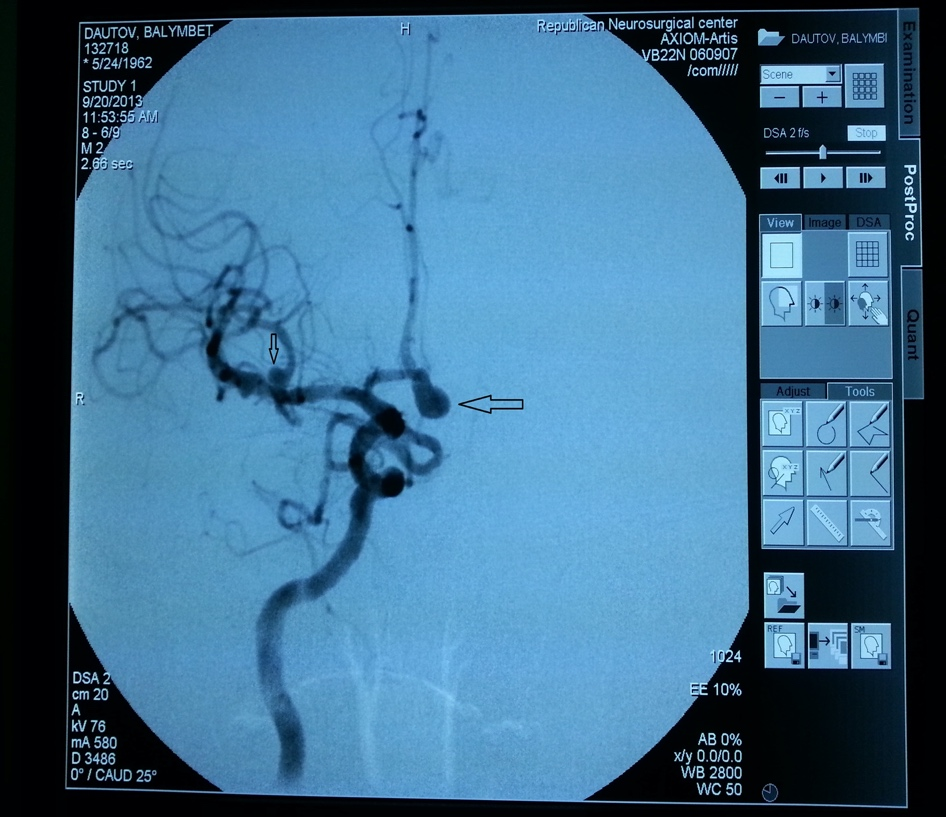 DAUTOV, BALYMBET
132718
* 5/24/1962
STUDY 1
9/20/2013
11:53:55 AM
8 - 6/9
M 2
2.66 sec
H
Republican Neurosurgical center
AXIOM-Artis
VB22N 060907
/com/////
R
DSA 2
cm 20
A
kV 76
mA 580
D 3486
0° / CAUD 25°
1024
EE 10%
AB 0%
x/y 0.0/0.0
WB 2800
WC 50
DAUTOV, BALYMBI
Scene
DSA 2 f/s
Stop
View
Image
DSA
Adjust
Tools
X Y Z
X Y Z
REF
SM
Examination
PostProc
Quant